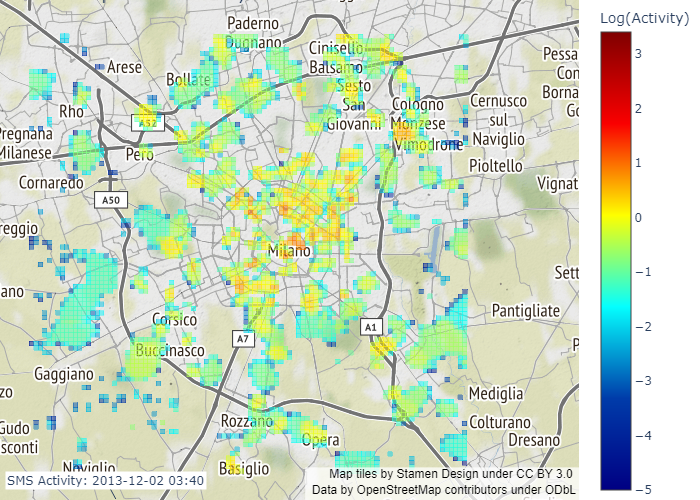 Log(Activity)
3
2
1
0
−1
−2
−3
−4
−5
Paderno
Dugnano
Cinisello
Balsamo
Arese
Bollate
Sesto
San
Giovanni
Cologno
Monzese
Vimodrone
Cernusco
sul
Naviglio
Pessa
Con
Borna
Go
Rho
A52
Pregnana
Milanese
Pero
Pioltello
Cornaredo
Vignat
A50
reggio
Milano
Sett
ano
Corsico
Pantigliate
A1
A7
Buccinasco
P
Gaggiano
zo
Mediglia
Rozzano
Colturano
Gudo
sconti
Opera
Dresano
Noviglio
Basiglio
SMS Activity: 2013-12-02 03:40
Map tiles by Stamen Design under CC BY 3.0
Data by OpenStreetMap contributors under ODbL